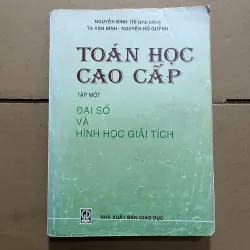 NGUYỄN ĐÌNH TRÍ (chủ biên)
TẠ VĂN ĐĨNH - NGUYỄN HỒ QUỲNH
TOÁN HỌC
CAO CẤP
TẬP MỘT
ĐẠI SỐ
VÀ
HÌNH HỌC GIẢI TÍCH
NHÀ XUẤT BẢN GIÁO DỤC